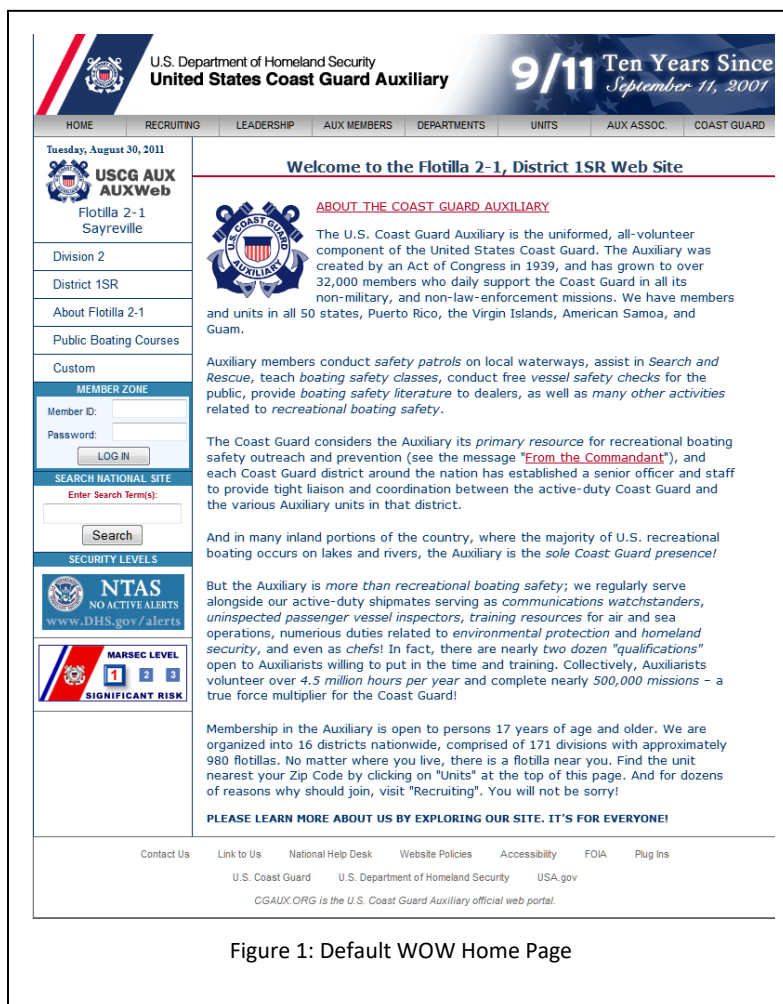 U.S. Department of Homeland Security
United States Coast Guard Auxiliary
9/11 Ten Years Since
September 11, 2001
HOME RECRUITING LEADERSHIP AUX MEMBERS DEPARTMENTS UNITS AUX ASSOC. COAST GUARD
Tuesday, August 30, 2011
USCG AUX
AUXWeb
Flotilla 2-1
Sayreville
Division 2
District 1SR
About Flotilla 2-1
Public Boating Courses
Custom
MEMBER ZONE
Member ID:
Password:
LOG IN
SEARCH NATIONAL SITE
Enter Search Term(s):
Search
SECURITY LEVELS
NTAS
NO ACTIVE ALERTS
www.DHS.gov/alerts
MARSEC LEVEL
1 2 3
SIGNIFICANT RISK
Welcome to the Flotilla 2-1, District 1SR Web Site
U.S. COAST GUARD
AUXILIARY
ABOUT THE COAST GUARD AUXILIARY
The U.S. Coast Guard Auxiliary is the uniformed, all-volunteer
component of the United States Coast Guard. The Auxiliary was
created by an Act of Congress in 1939, and has grown to over
32,000 members who daily support the Coast Guard in all its
non-military, and non-law-enforcement missions. We have members
and units in all 50 states, Puerto Rico, the Virgin Islands, American Samoa, and
Guam.
Auxiliary members conduct safety patrols on local waterways, assist in Search and
Rescue, teach boating safety classes, conduct free vessel safety checks for the
public, provide boating safety literature to dealers, as well as many other activities
related to recreational boating safety.
The Coast Guard considers the Auxiliary its primary resource for recreational boating
safety outreach and prevention (see the message "From the Commandant"), and
each Coast Guard district around the nation has established a senior officer and staff
to provide tight liaison and coordination between the active-duty Coast Guard and
the various Auxiliary units in that district.
And in many inland portions of the country, where the majority of U.S. recreational
boating occurs on lakes and rivers, the Auxiliary is the sole Coast Guard presence!
But the Auxiliary is more than recreational boating safety; we regularly serve
alongside our active-duty shipmates serving as communications watchstanders,
uninspected passenger vessel inspectors, training resources for air and sea
operations, numerous duties related to environmental protection and homeland
security, and even as chefs! In fact, there are nearly two dozen "qualifications"
open to Auxiliarists willing to put in the time and training. Collectively, Auxiliarists
volunteer over 4.5 million hours per year and complete nearly 500,000 missions – a
true force multiplier for the Coast Guard!
Membership in the Auxiliary is open to persons 17 years of age and older. We are
organized into 16 districts nationwide, comprised of 171 divisions with approximately
980 flotillas. No matter where you live, there is a flotilla near you. Find the unit
nearest your Zip Code by clicking on "Units" at the top of this page. And for dozens
of reasons why should join, visit "Recruiting". You will not be sorry!
PLEASE LEARN MORE ABOUT US BY EXPLORING OUR SITE. IT'S FOR EVERYONE!
Contact Us Link to Us National Help Desk Website Policies Accessibility FOIA Plug Ins
U.S. Coast Guard U.S. Department of Homeland Security USA.gov
CGAUX.ORG is the U.S. Coast Guard Auxiliary official web portal.
Figure 1: Default WOW Home Page